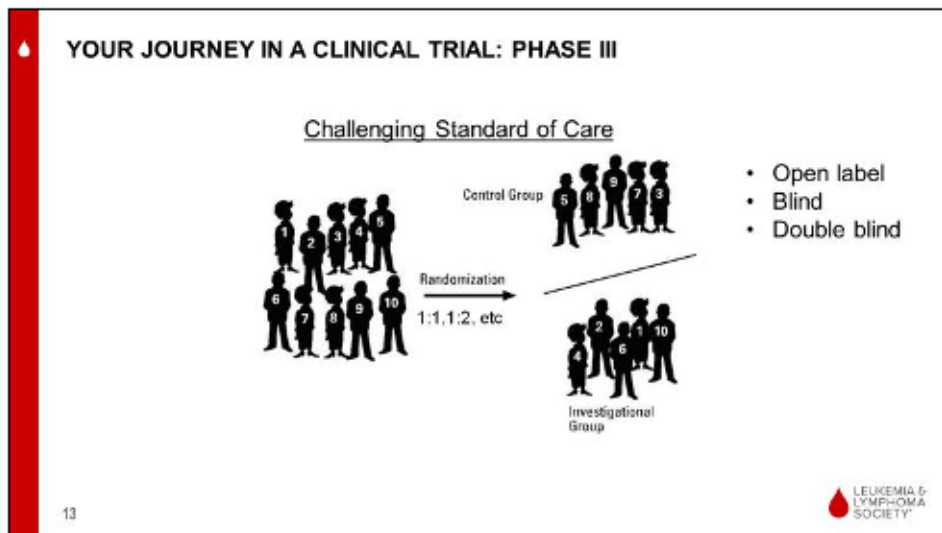 YOUR JOURNEY IN A CLINICAL TRIAL: PHASE III
Challenging Standard of Care
1
2
3
4
5
6
7
8
9
10
Randomization
1:1,1:2, etc
Control Group
5
8
9
7
3
4
2
6
1
10
Investigational
Group
• Open label
• Blind
• Double blind
13
LEUKEMIA &
LYMPHOMA
SOCIETY®